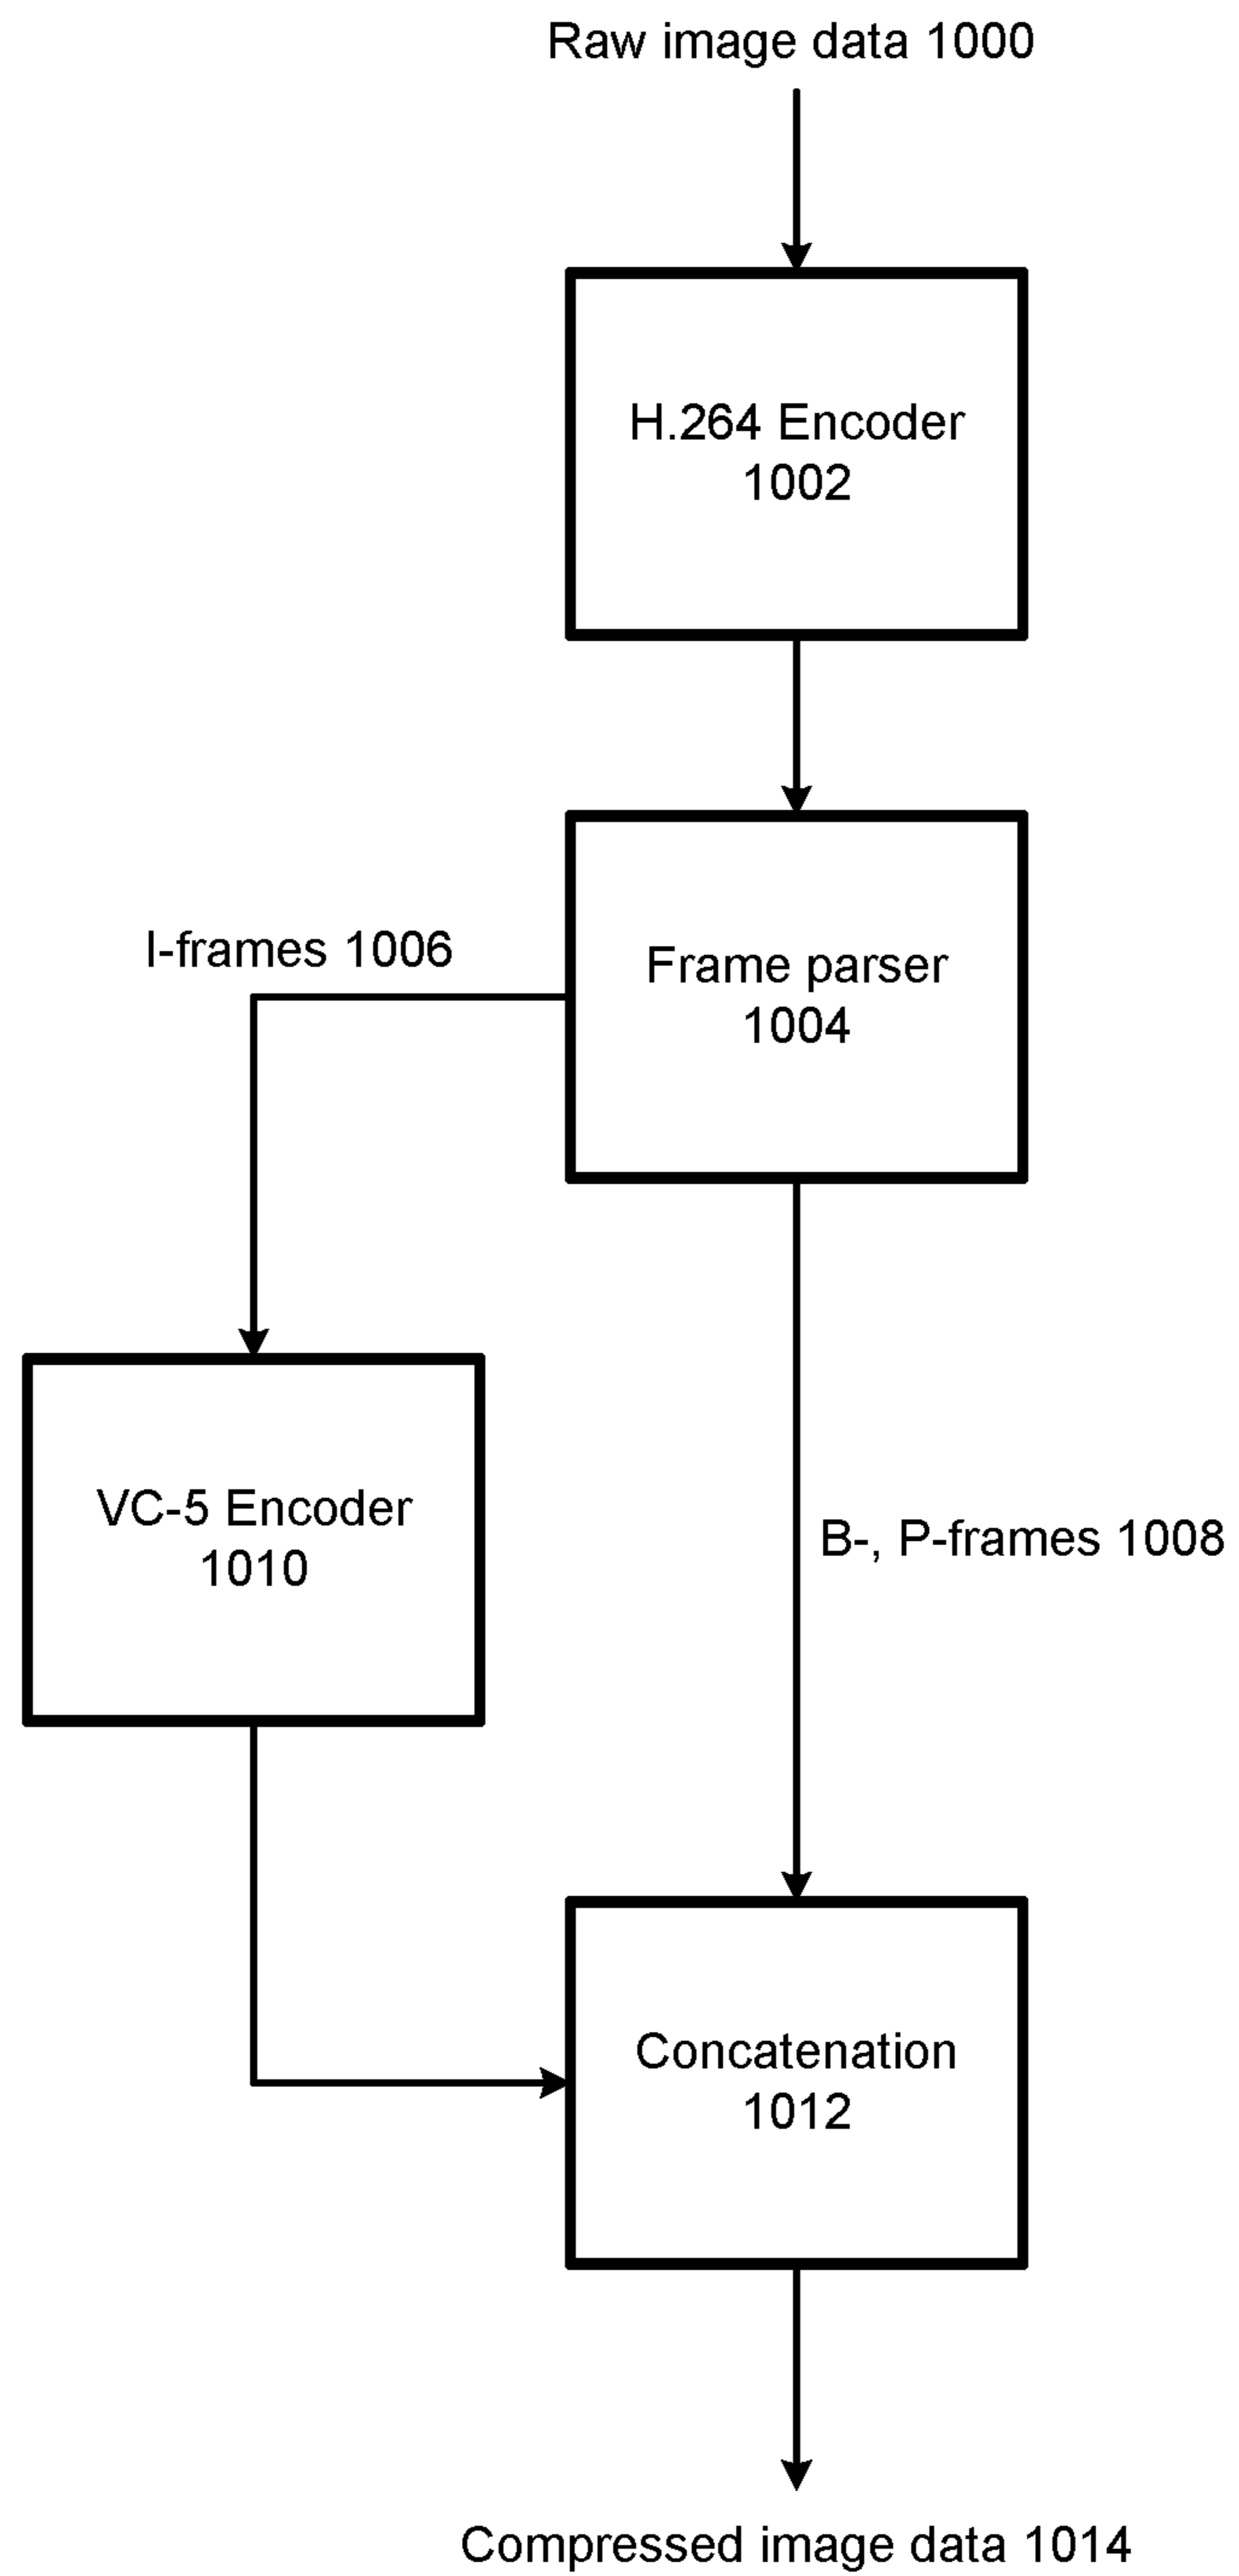 Raw image data 1000
H.264 Encoder
1002
Frame parser
1004
I-frames 1006
VC-5 Encoder
1010
B-, P-frames 1008
Concatenation
1012
Compressed image data 1014